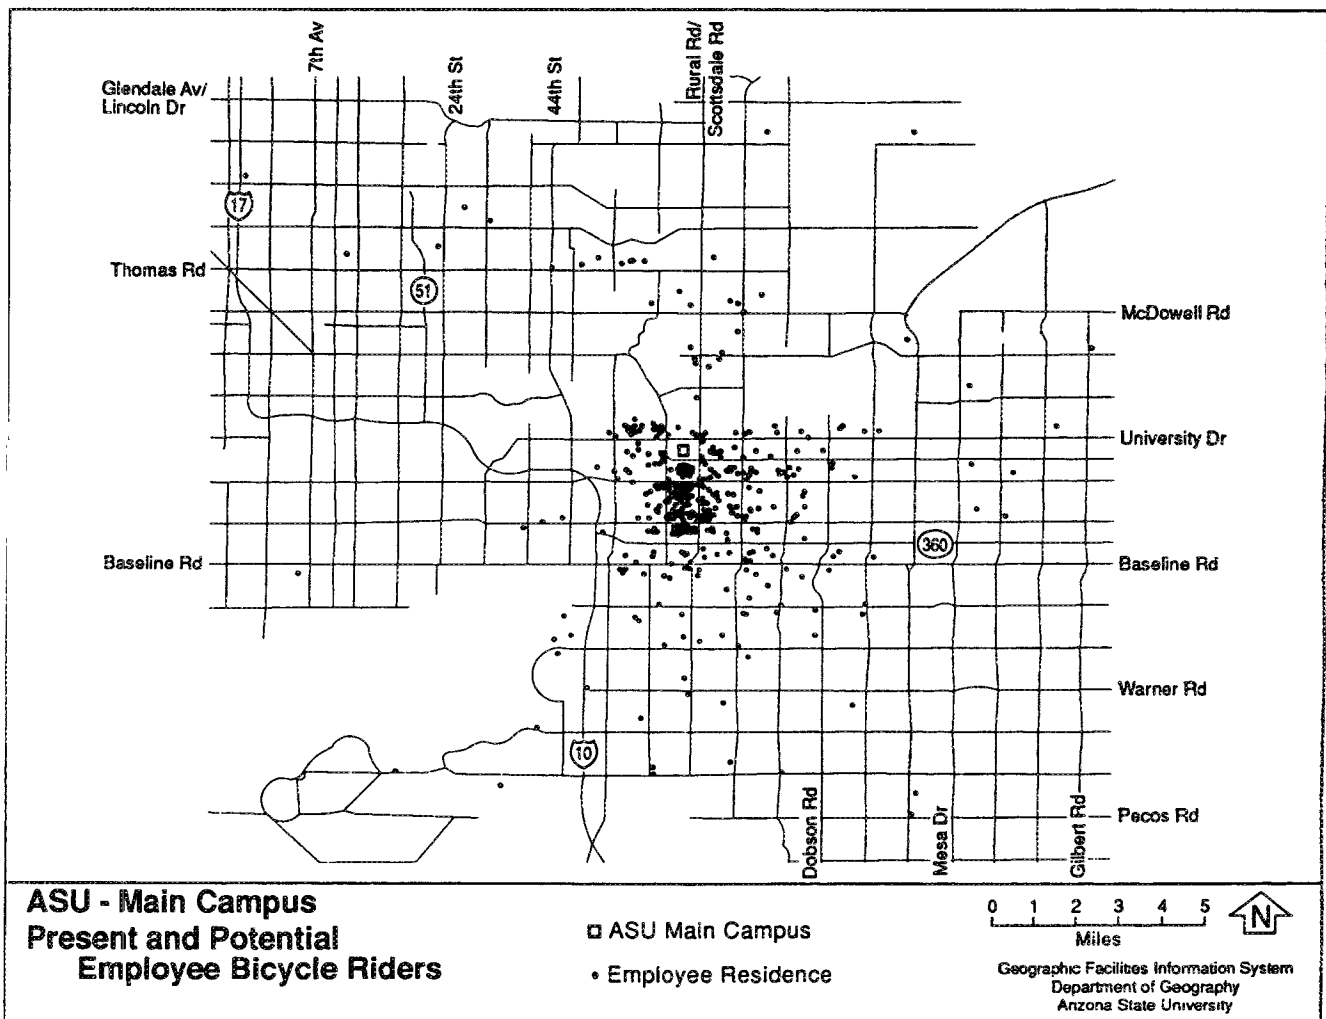 7th Av
24th St
44th St
Rural Rd/
Scottsdale Rd
Glendale Av/
Lincoln Dr
17
Thomas Rd
51
McDowell Rd
University Dr
360
Baseline Rd
Baseline Rd
Warner Rd
10
Dobson Rd
Mesa Dr
Gilbert Rd
Pecos Rd
ASU - Main Campus
Present and Potential
Employee Bicycle Riders
ASU Main Campus
Employee Residence
0 1 2 3 4 5
Miles
N
Geographic Facilites Information System
Department of Geography
Arizona State University